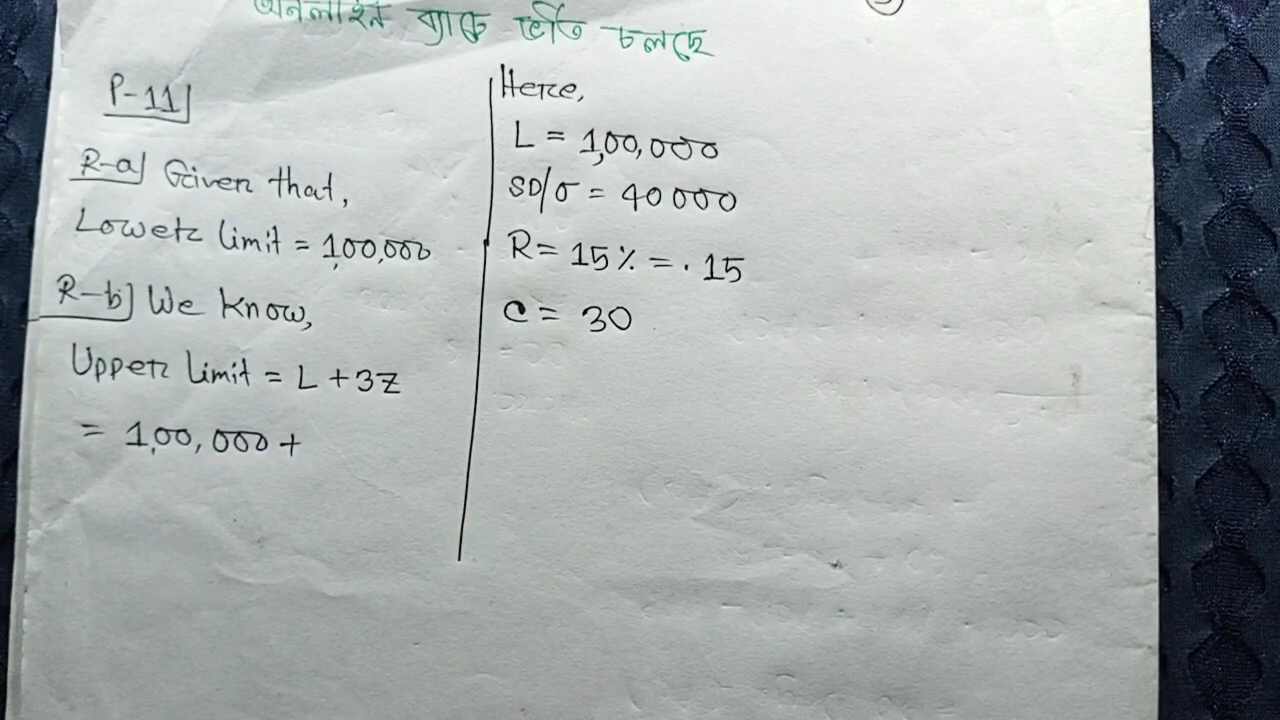 অনলাইন ব্যাচে ভর্তি চলছে
P-11
R-a) Given that,
Lower limit = 1,00,000
R-b) We know,
Upper limit = L + 3Z
= 1,00,000 +
Here,
L = 1,00,000
SD/σ = 40000
R = 15% = .15
C = 30